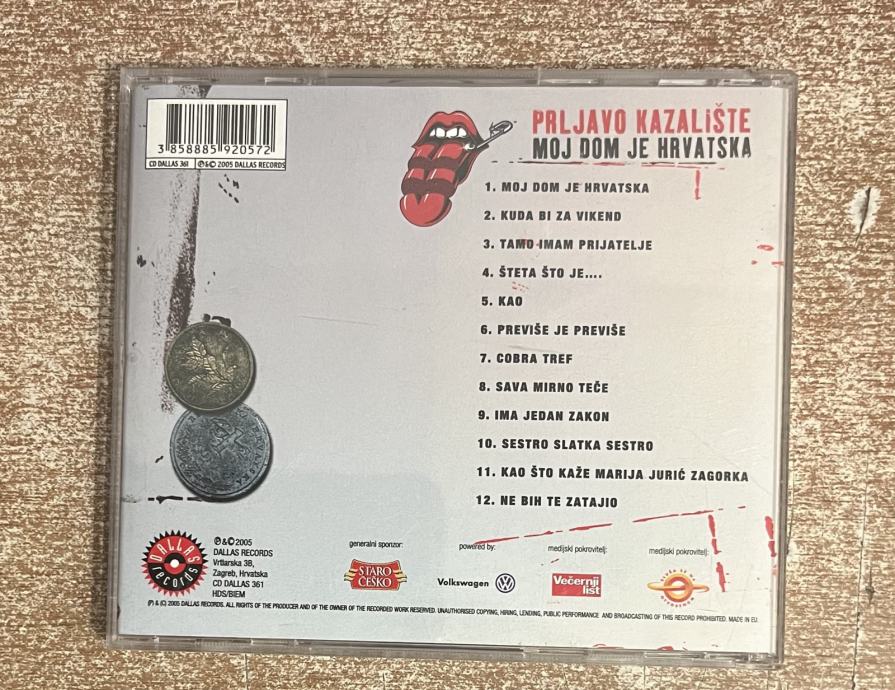 3 858885 920572
CD DALLAS 361 ℗&© 2005 DALLAS RECORDS
PRLJAVO KAZALiŠTE
MOJ DOM JE HRVATSKA
1. MOJ DOM JE HRVATSKA
2. KUDA BI ZA VIKEND
3. TAMO IMAM PRIJATELJE
4. ŠTETA ŠTO JE....
5. KAO
6. PREVIŠE JE PREVIŠE
7. COBRA TREF
8. SAVA MIRNO TEČE
9. IMA JEDAN ZAKON
10. SESTRO SLATKA SESTRO
11. KAO ŠTO KAŽE MARIJA JURIĆ ZAGORKA
12. NE BIH TE ZATAJIO
DALLAS
records
℗&©2005
DALLAS RECORDS
Vrtlarska 3B,
Zagreb, Hrvatska
CD DALLAS 361
HDS/BIEM
generalni sponzor:
STARO
ČEŠKO
powered by:
Volkswagen
medijski pokrovitelj:
Večernji
list
medijski pokrovitelj:
(P) & (C) 2005 DALLAS RECORDS. ALL RIGHTS OF THE PRODUCER AND OF THE OWNER OF THE RECORDED WORK RESERVED. UNAUTHORISED COPYING, HIRING, LENDING, PUBLIC PERFORMANCE AND BROADCASTING OF THIS RECORD PROHIBITED. MADE IN EU.